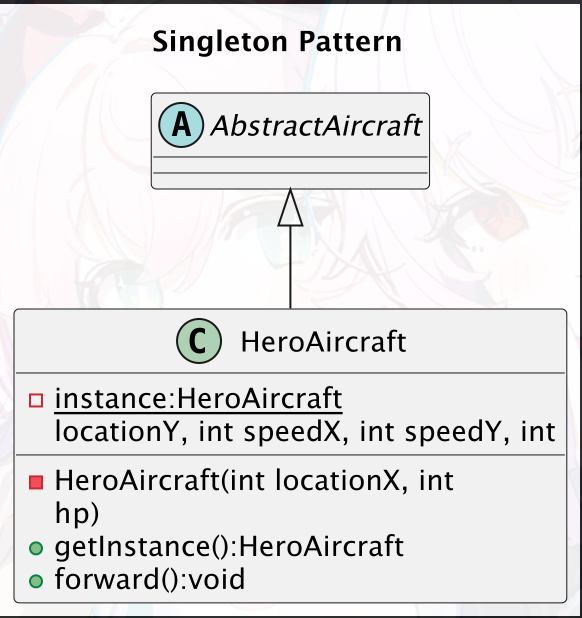 Singleton Pattern
A AbstractAircraft
C HeroAircraft
instance:HeroAircraft
locationY, int speedX, int speedY, int
HeroAircraft(int locationX, int
hp)
getInstance():HeroAircraft
forward():void